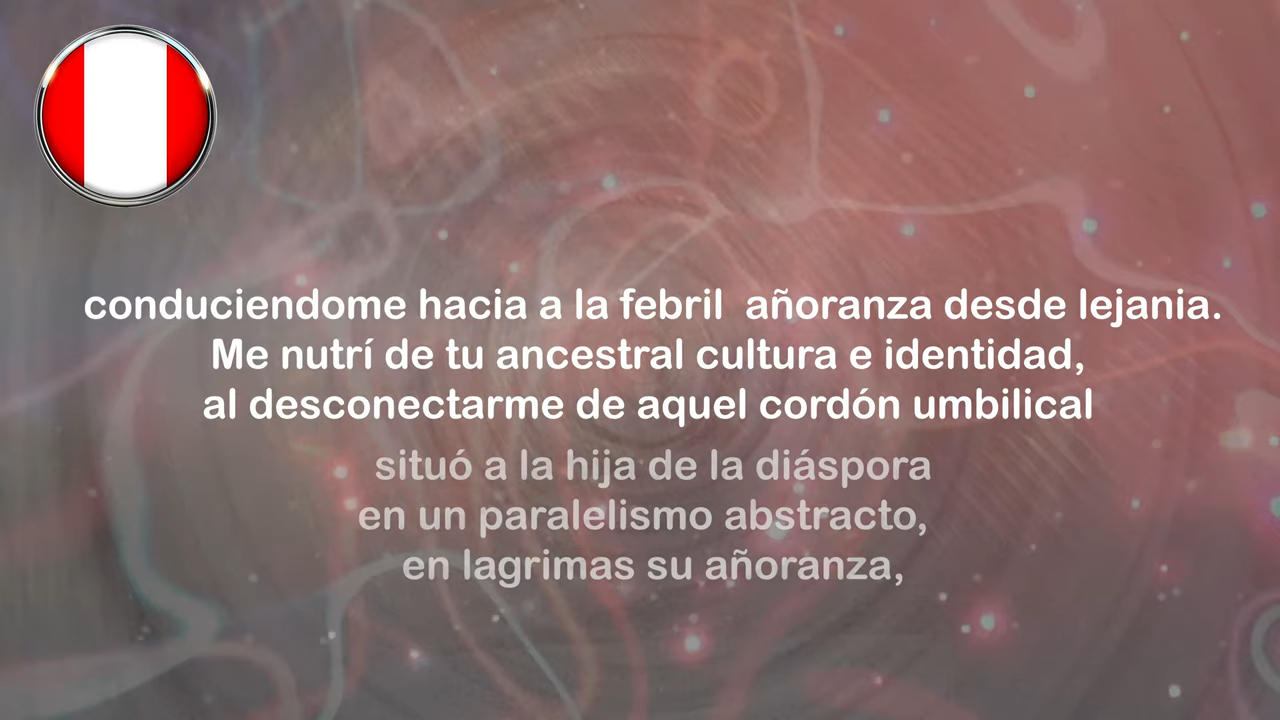 conduciendome hacia a la febril  añoranza desde lejania.
Me nutrí de tu ancestral cultura e identidad,
al desconectarme de aquel cordón umbilical
situó a la hija de la diáspora
en un paralelismo abstracto,
en lagrimas su añoranza,